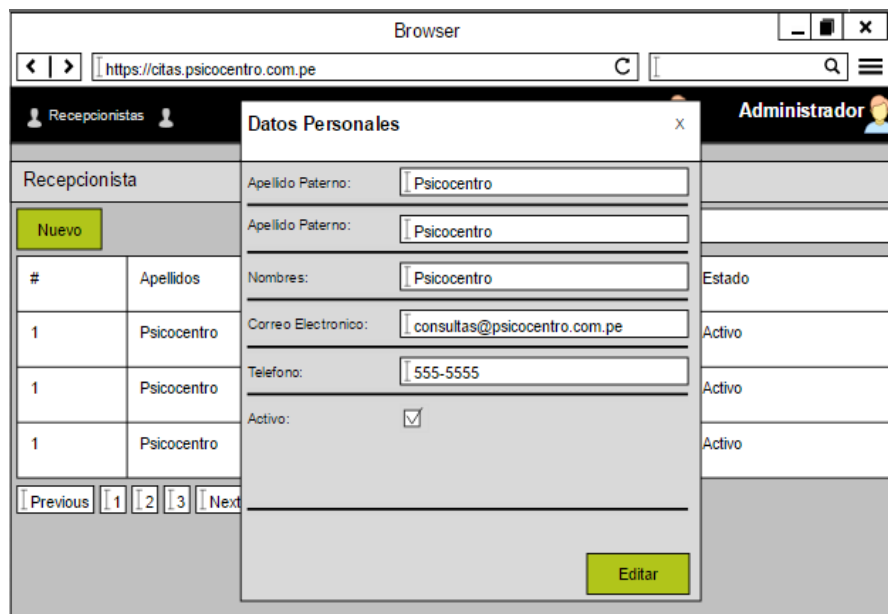 Browser
https://citas.psicocentro.com.pe
Recepcionistas
Administrador
Datos Personales
X
Recepcionista
Apellido Paterno:
Psicocentro
Nuevo
Apellido Paterno:
Psicocentro
#
Apellidos
Nombres:
Psicocentro
Estado
1
Psicocentro
Correo Electronico:
consultas@psicocentro.com.pe
Activo
Telefono:
555-5555
1
Psicocentro
Activo
Activo:
1
Psicocentro
Activo
Previous 1 2 3 Next
Editar